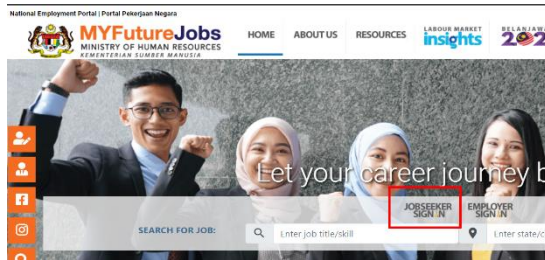 National Employment Portal | Portal Pekerjaan Negara
MYFutureJobs
MINISTRY OF HUMAN RESOURCES
KEMENTERIAN SUMBER MANUSIA
HOME ABOUT US RESOURCES
LABOUR MARKET
insights
BELANJAWA
202
Let your career journey b
JOBSEEKER
SIGN IN
EMPLOYER
SIGN IN
SEARCH FOR JOB:
Enter job title/skill
Enter state/c